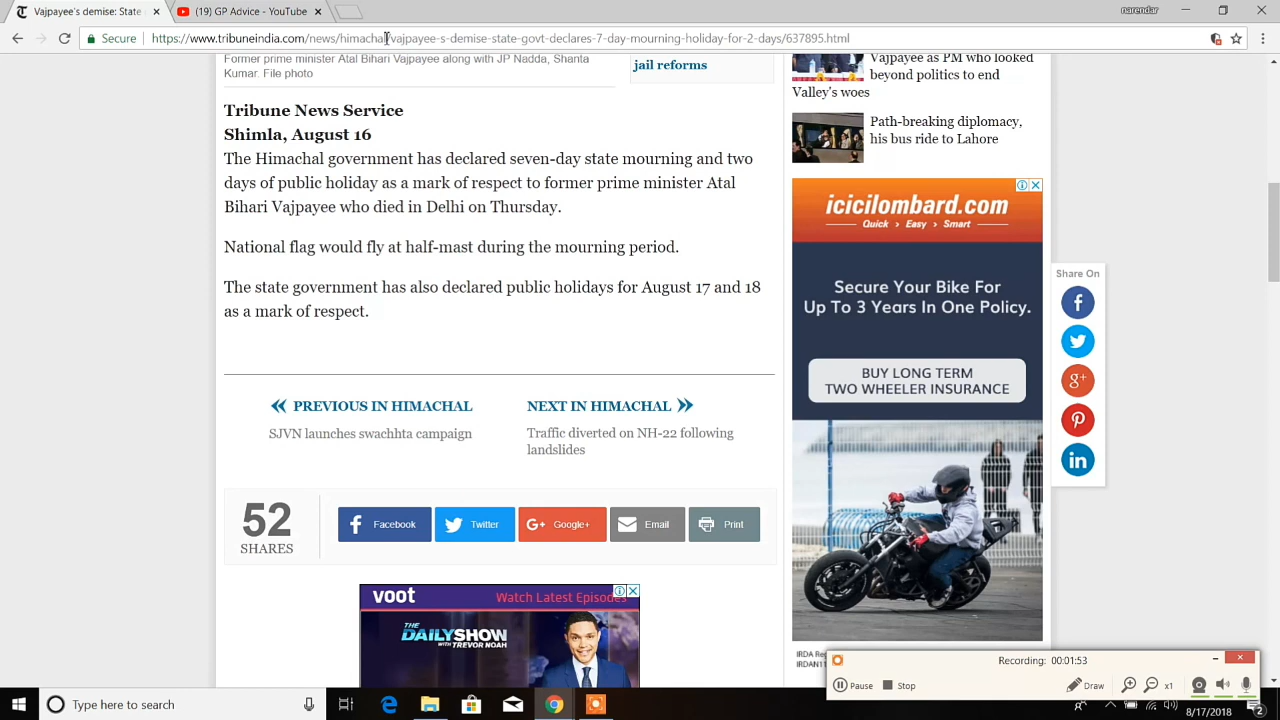 Vajpayee's demise: State
(19) GP Advice - YouTube
narendar
Secure
https://www.tribuneindia.com/news/himachal/vajpayee-s-demise-state-govt-declares-7-day-mourning-holiday-for-2-days/637895.html
Former prime minister Atal Bihari Vajpayee along with JP Nadda, Shanta
Kumar. File photo
jail reforms
Vajpayee as PM who looked
beyond politics to end
Valley's woes
Path-breaking diplomacy,
his bus ride to Lahore
Tribune News Service
Shimla, August 16
The Himachal government has declared seven-day state mourning and two
days of public holiday as a mark of respect to former prime minister Atal
Bihari Vajpayee who died in Delhi on Thursday.
National flag would fly at half-mast during the mourning period.
The state government has also declared public holidays for August 17 and 18
as a mark of respect.
PREVIOUS IN HIMACHAL
SJVN launches swachhta campaign
NEXT IN HIMACHAL
Traffic diverted on NH-22 following
landslides
52
SHARES
Facebook
Twitter
Google+
Email
Print
voot
Watch Latest Episodes
THE
DAILY SHOW
WITH TREVOR NOAH
icicilombard.com
Quick › Easy › Smart
Secure Your Bike For
Up To 3 Years In One Policy.
BUY LONG TERM
TWO WHEELER INSURANCE
IRDA Re
IRDAN11
Share On
Recording: 00:01:53
Pause
Stop
Draw
x1
Type here to search
8/17/2018
2